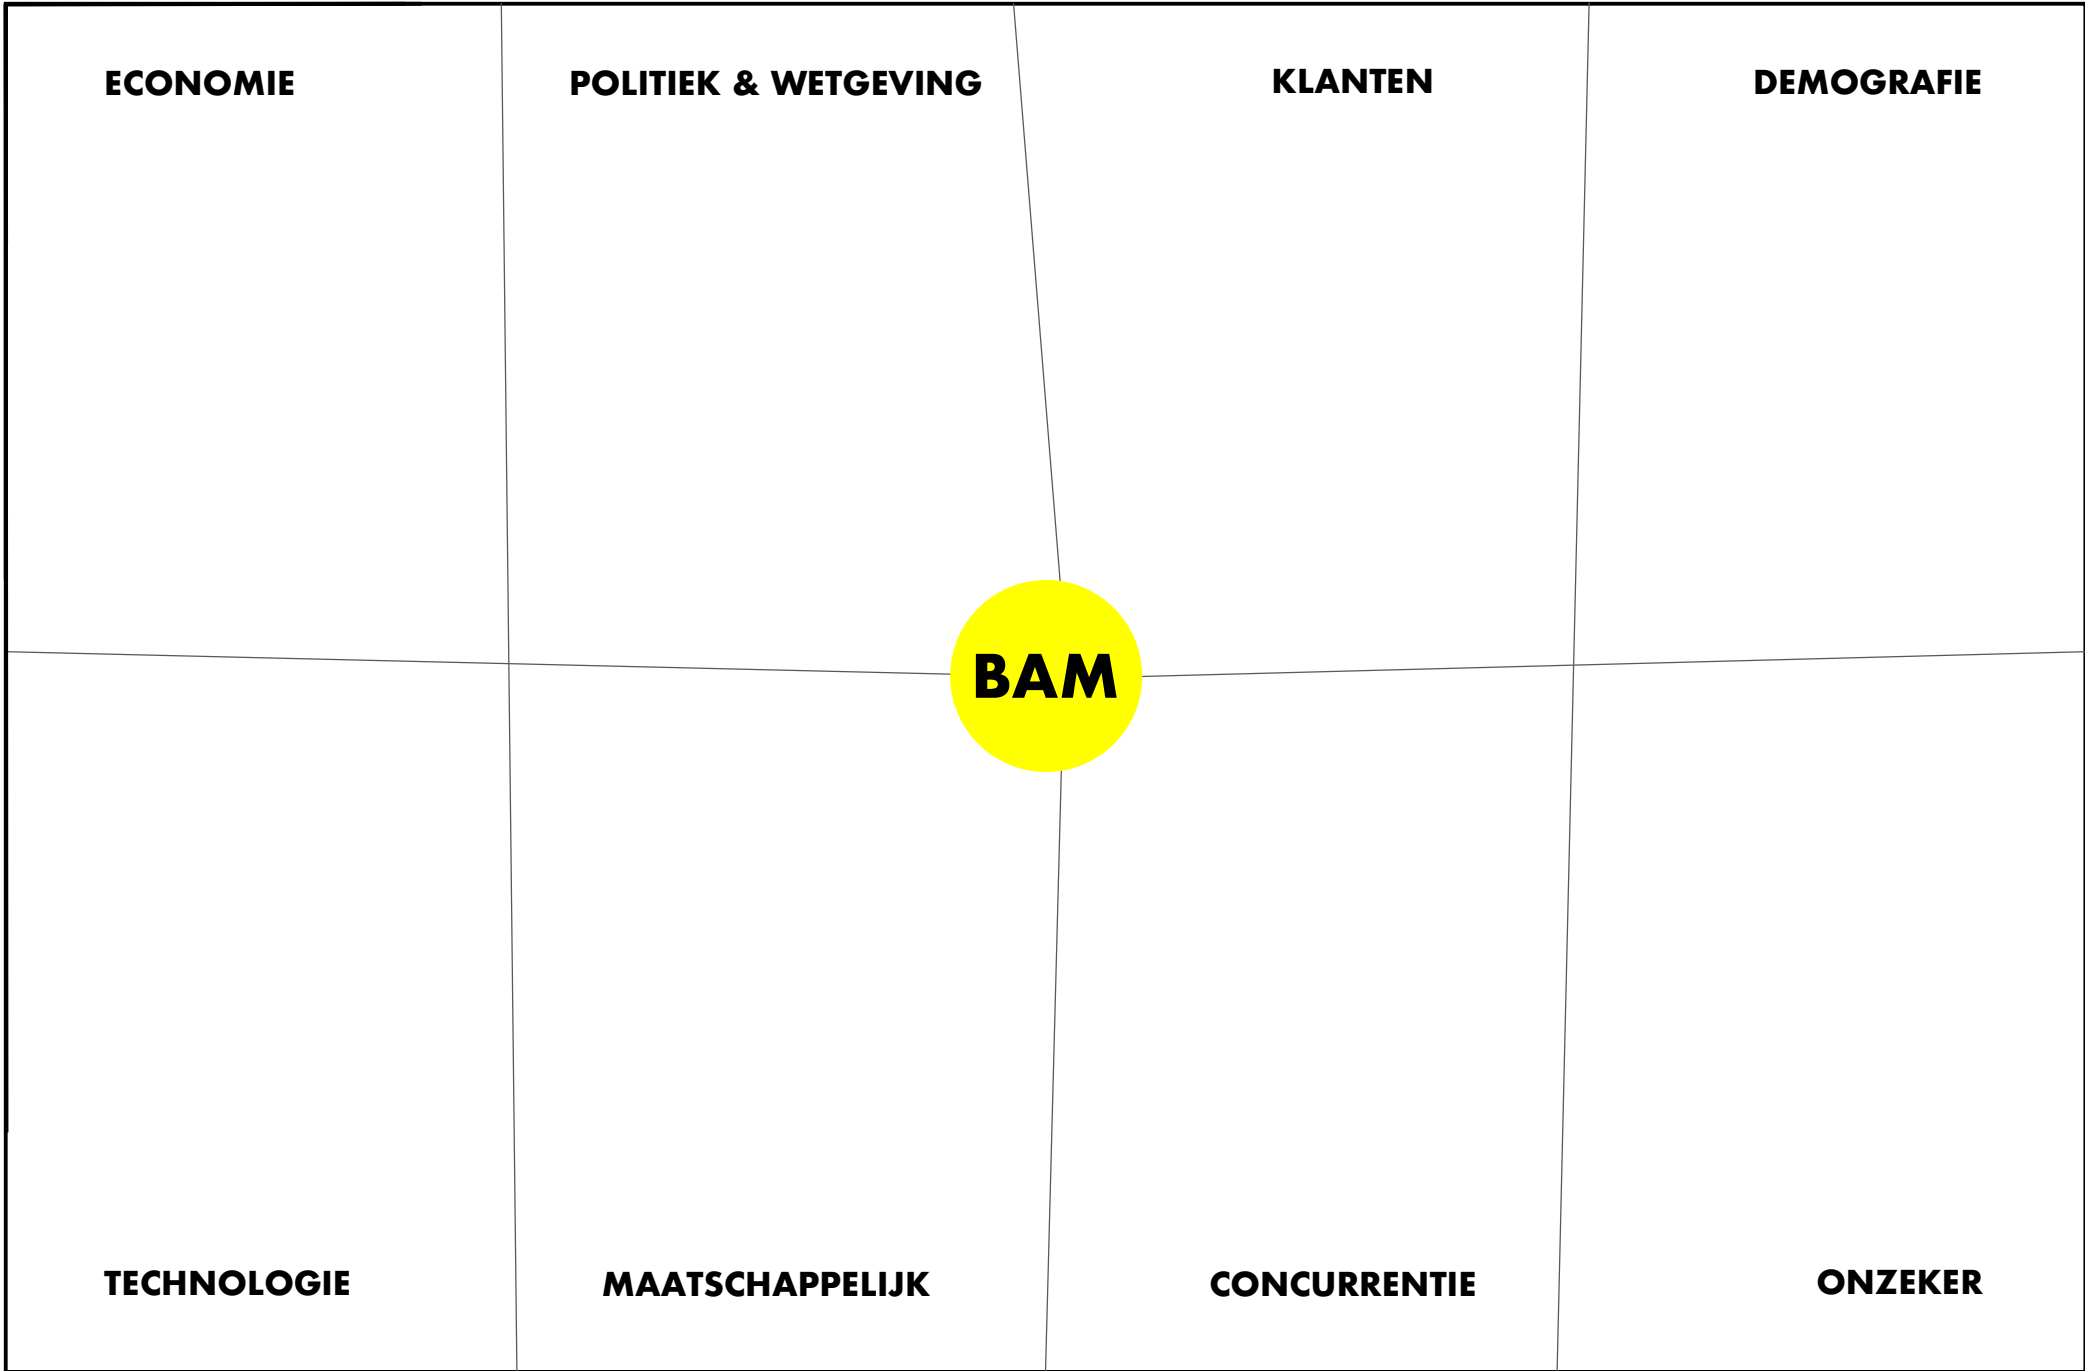 ECONOMIE
POLITIEK & WETGEVING
KLANTEN
DEMOGRAFIE
BAM
TECHNOLOGIE
MAATSCHAPPELIJK
CONCURRENTIE
ONZEKER